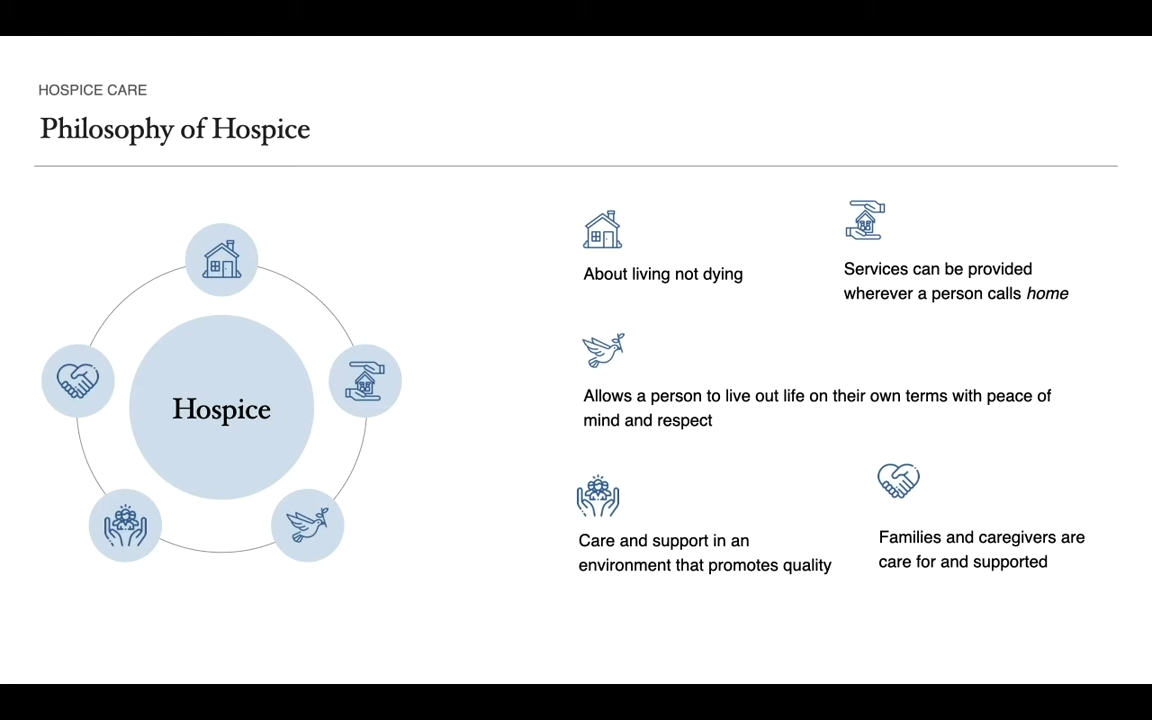 HOSPICE CARE
Philosophy of Hospice
Hospice
About living not dying
Services can be provided
wherever a person calls home
Allows a person to live out life on their own terms with peace of
mind and respect
Care and support in an
environment that promotes quality
Families and caregivers are
care for and supported